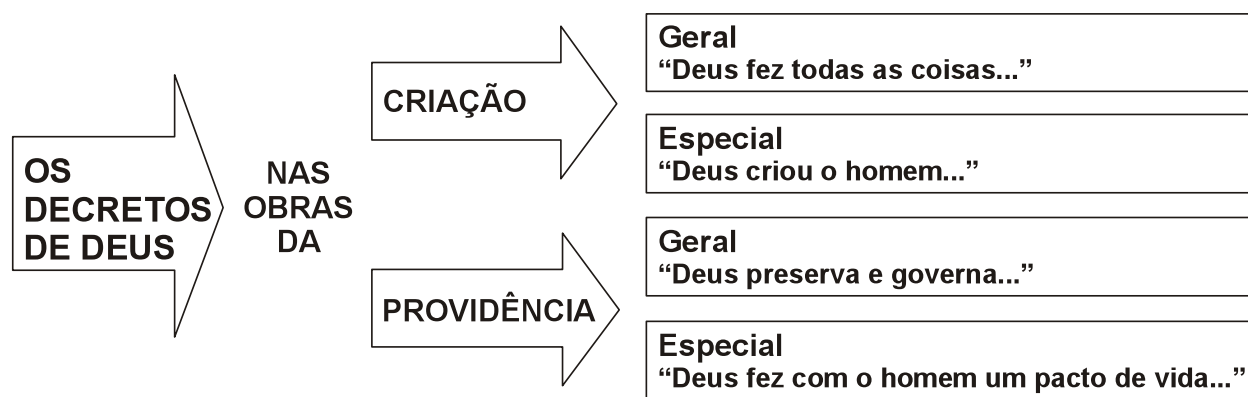 OS
DECRETOS
DE DEUS
NAS
OBRAS
DA
CRIAÇÃO
Geral
“Deus fez todas as coisas...”
Especial
“Deus criou o homem...”
PROVIDÊNCIA
Geral
“Deus preserva e governa...”
Especial
“Deus fez com o homem um pacto de vida...”